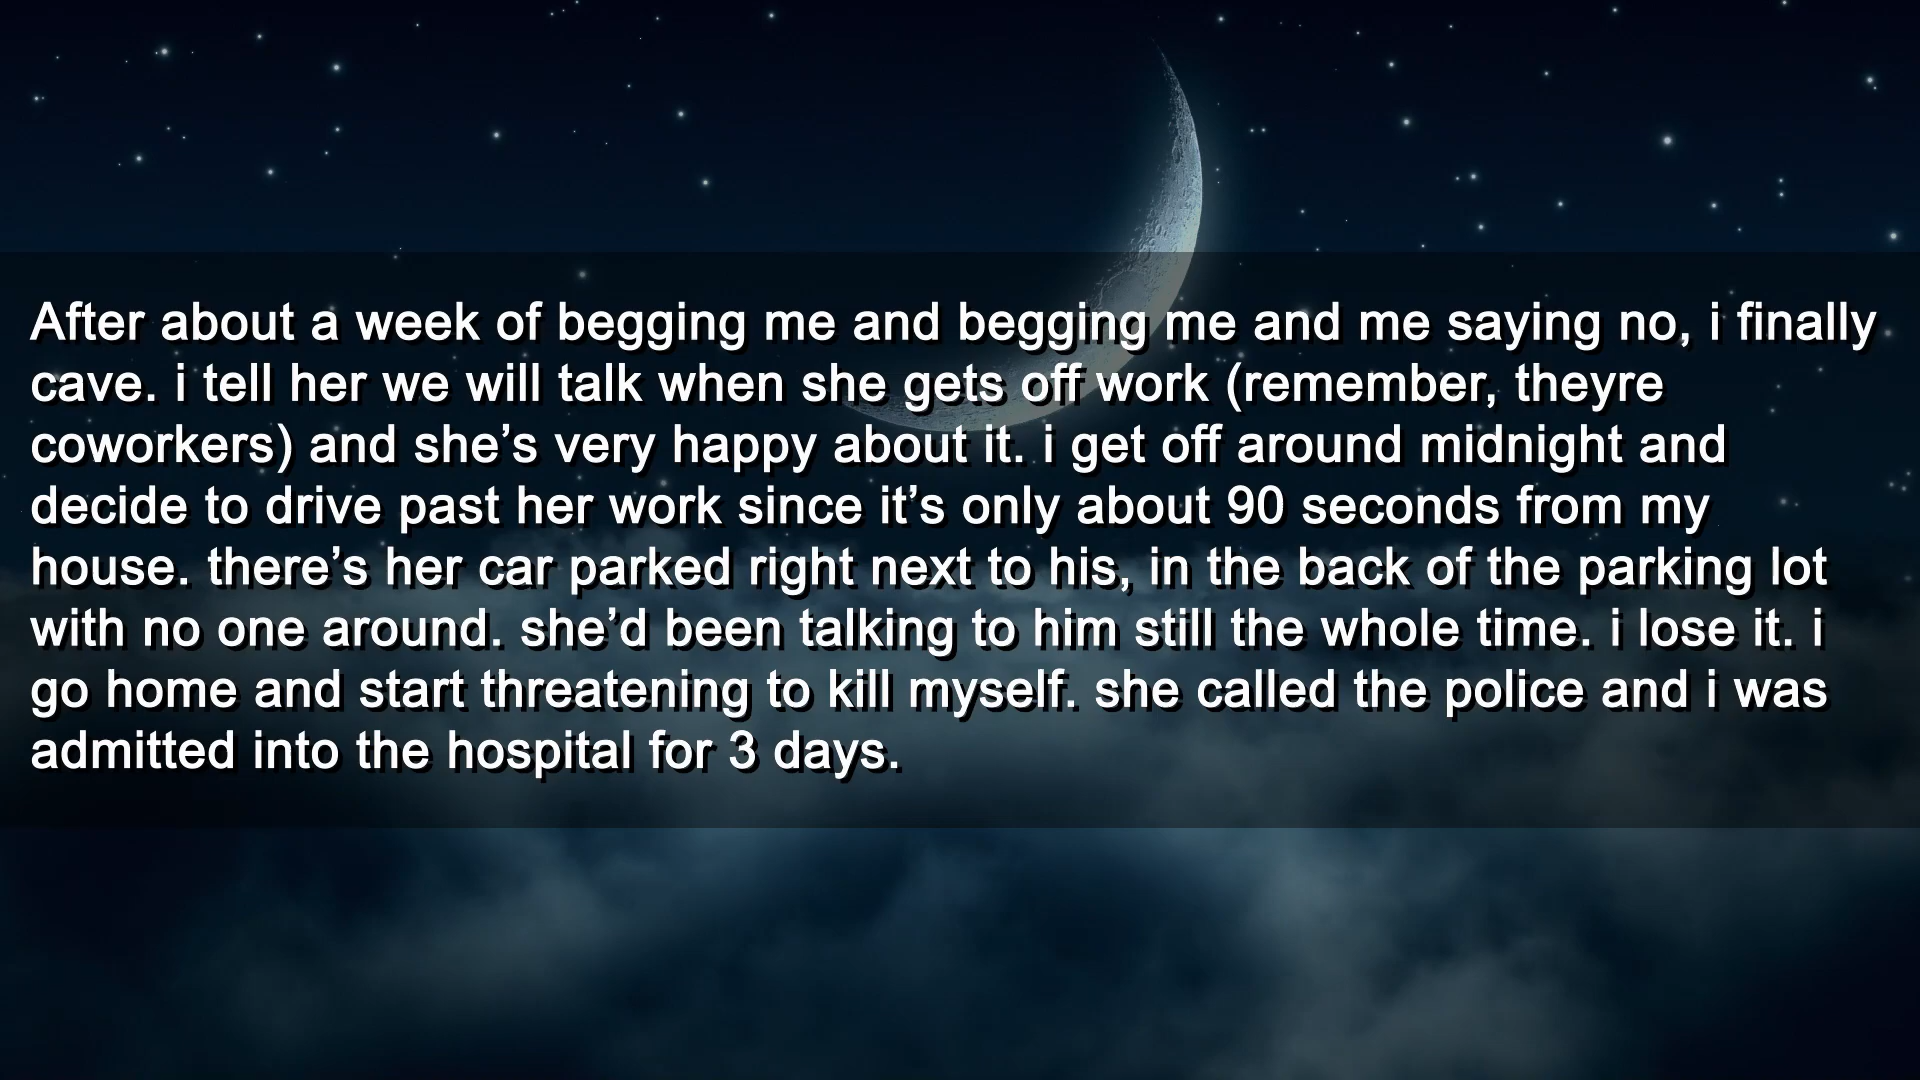 After about a week of begging me and begging me and me saying no, i finally
cave. i tell her we will talk when she gets off work (remember, theyre
coworkers) and she’s very happy about it. i get off around midnight and
decide to drive past her work since it’s only about 90 seconds from my
house. there’s her car parked right next to his, in the back of the parking lot
with no one around. she’d been talking to him still the whole time. i lose it. i
go home and start threatening to kill myself. she called the police and i was
admitted into the hospital for 3 days.